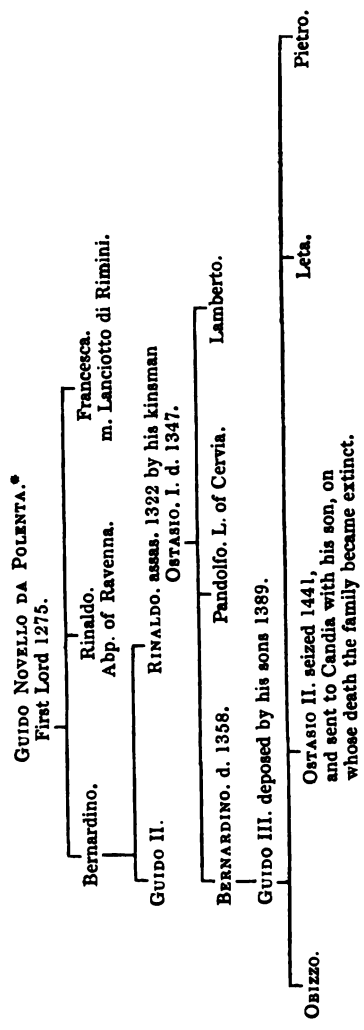 GUIDO NOVELLO DA POLENTA.*
First Lord 1275.
Bernardino.
Rinaldo.
Abp. of Ravenna.
Francesca.
m. Lanciotto di Rimini.
GUIDO II.
RINALDO. assas. 1322 by his kinsman
OSTASIO. I. d. 1347.
BERNARDINO. d. 1358.
Pandolfo. L. of Cervia.
Lamberto.
GUIDO III. deposed by his sons 1389.
OBIZZO.
OSTASIO II. seized 1441,
and sent to Candia with his son, on
whose death the family became extinct.
Leta.
Pietro.